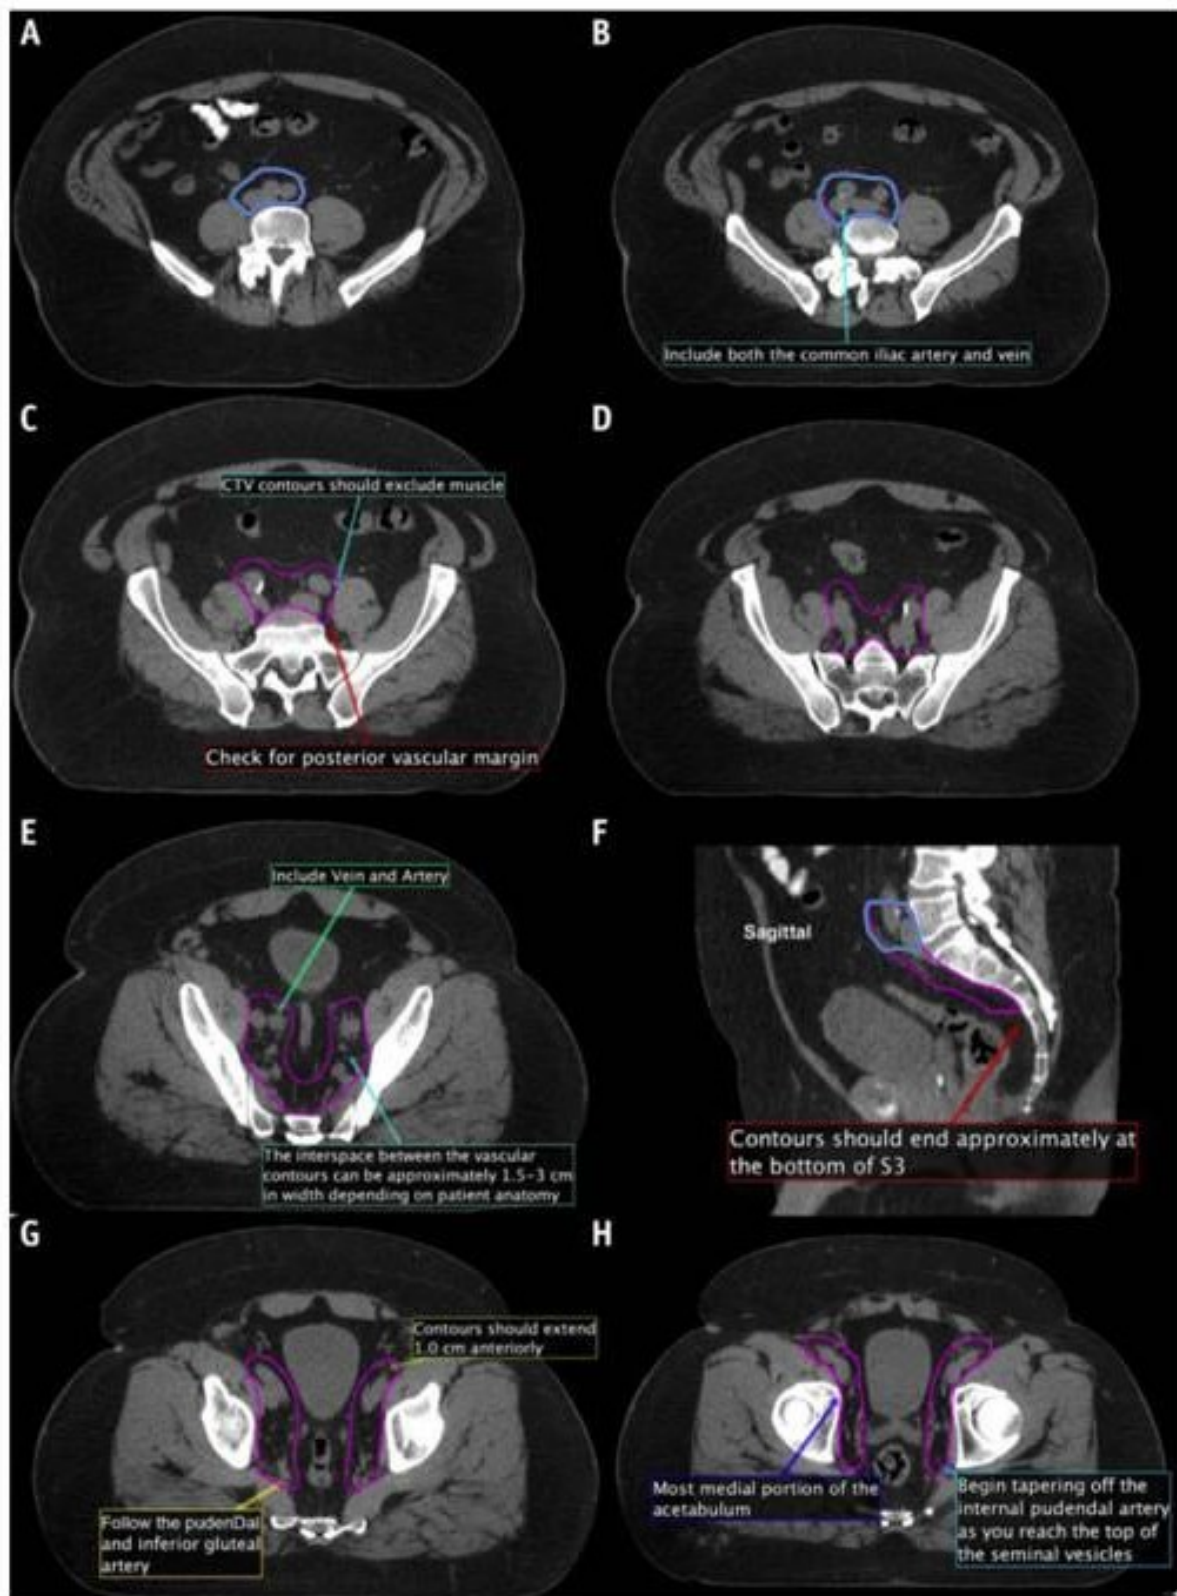 A
B
Include both the common iliac artery and vein
C
CTV contours should exclude muscle
Check for posterior vascular margin
D
E
Include Vein and Artery
The interspace between the vascular
contours can be approximately 1.5-3 cm
in width depending on patient anatomy
F
Sagittal
Contours should end approximately at
the bottom of S3
G
Contours should extend
1.0 cm anteriorly
Follow the pudenDal
and inferior gluteal
artery
H
Most medial portion of the
acetabulum
Begin tapering off the
internal pudendal artery
as you reach the top of
the seminal vesicles